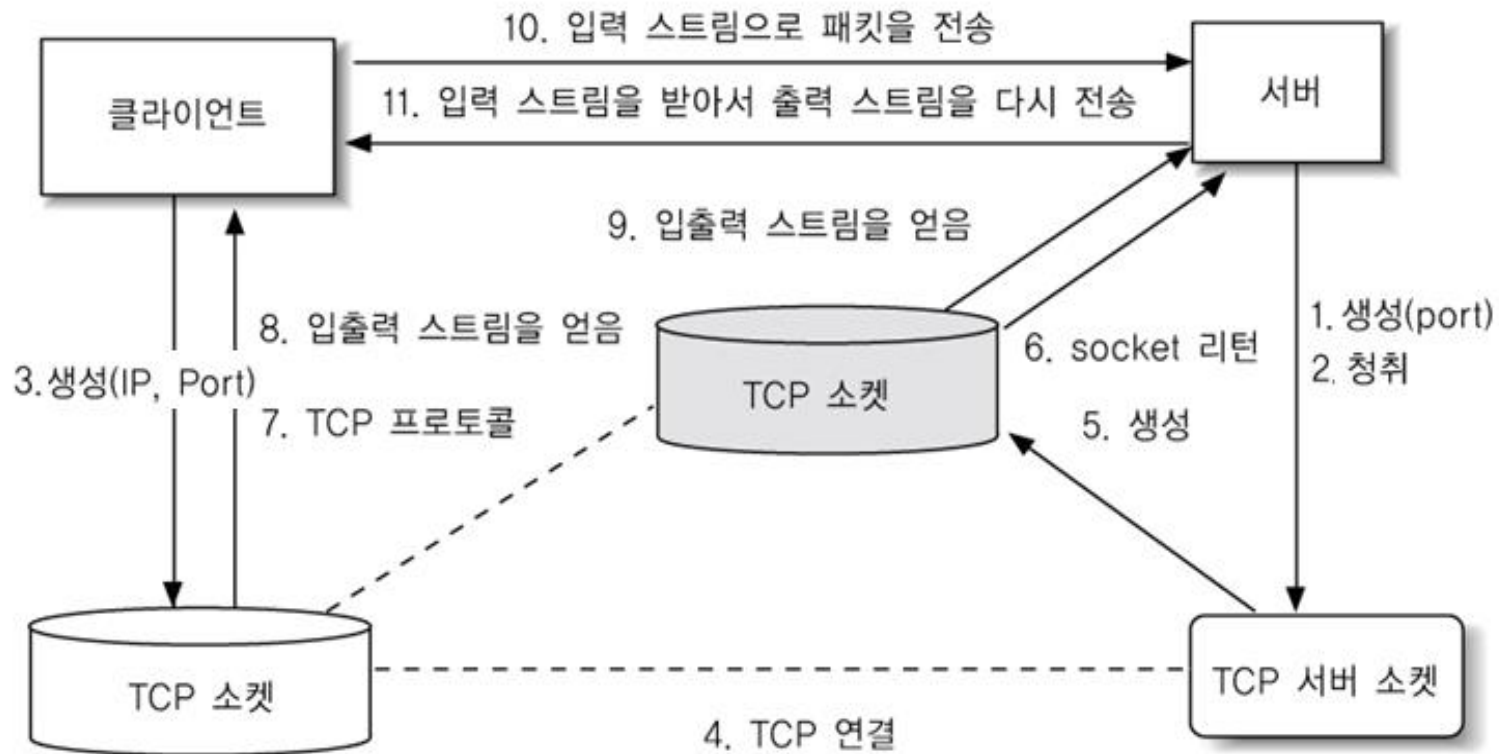 10. 입력 스트림으로 패킷을 전송
클라이언트
11. 입력 스트림을 받아서 출력 스트림을 다시 전송
서버
9. 입출력 스트림을 얻음
8. 입출력 스트림을 얻음
1. 생성(port)
6. socket 리턴
2. 청취
3.생성(IP, Port)
TCP 소켓
7. TCP 프로토콜
5. 생성
TCP 소켓
TCP 서버 소켓
4. TCP 연결